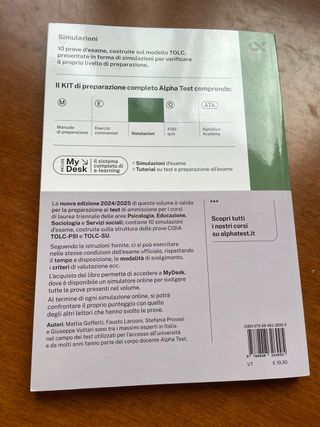 Simulazioni
10 prove d'esame, costruite sul modello TOLC,
presentate in forma di simulazioni per verificare
il proprio livello di preparazione.
Il KIT di preparazione completo Alpha Test comprende:
M E Q ATA
Manuale di preparazione
Esercizi commentati
Simulazioni
4100 quiz
AlphaTest Academy
INCLUDE
My Desk
Il sistema completo di e-learning
+ Simulazioni d'esame
+ Tutorial su test e preparazione all'esame
La nuova edizione 2024/2025 di questo volume è valida
per la preparazione ai test di ammissione per i corsi
di laurea triennale delle aree Psicologia, Educazione,
Sociologia e Servizi sociali: contiene 10 simulazioni
d'esame, costruite sulla struttura delle prove CISIA
TOLC-PSI e TOLC-SU.
Seguendo le istruzioni fornite, ci si può esercitare
nelle stesse condizioni dell'esame ufficiale, rispettando
il tempo a disposizione, le modalità di svolgimento,
i criteri di valutazione ecc.
L'acquisto del libro permette di accedere a MyDesk,
dove è disponibile un simulatore online per svolgere
tutte le prove presenti nel volume.
Al termine di ogni simulazione online, si potrà
confrontare il proprio punteggio con quello
degli altri lettori che hanno svolto le prove.
Autori: Mattia Goffetti, Fausto Lanzoni, Stefania Provasi
e Giuseppe Vottari sono tra i massimi esperti in Italia
nel campo dei test utilizzati per l'accesso all'università
e da molti anni fanno parte del corpo docente Alpha Test.
Scopri tutti
i nostri corsi
su alphatest.it
V7
€ 19,90